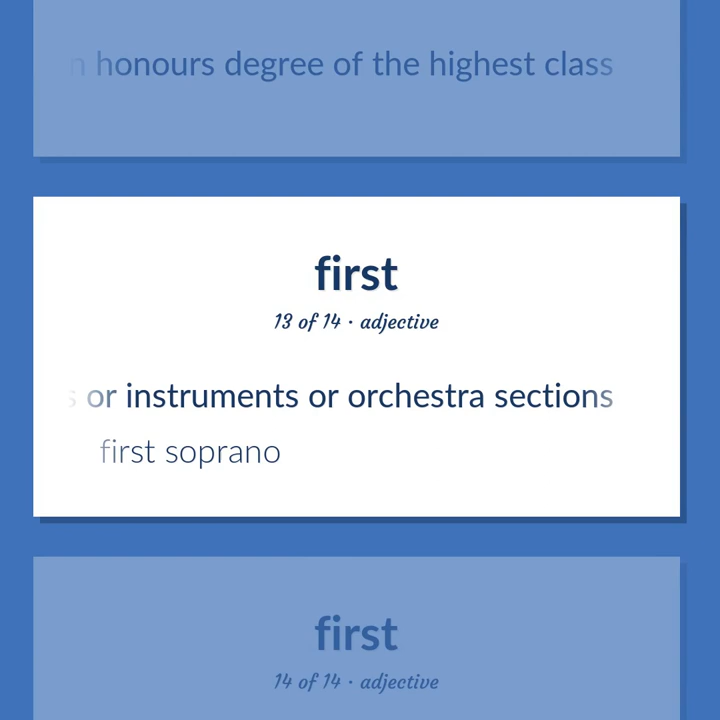 honours degree of the highest class
first
13 of 14 · adjective
or instruments or orchestra sections
first soprano
first
14 of 14 · adjective